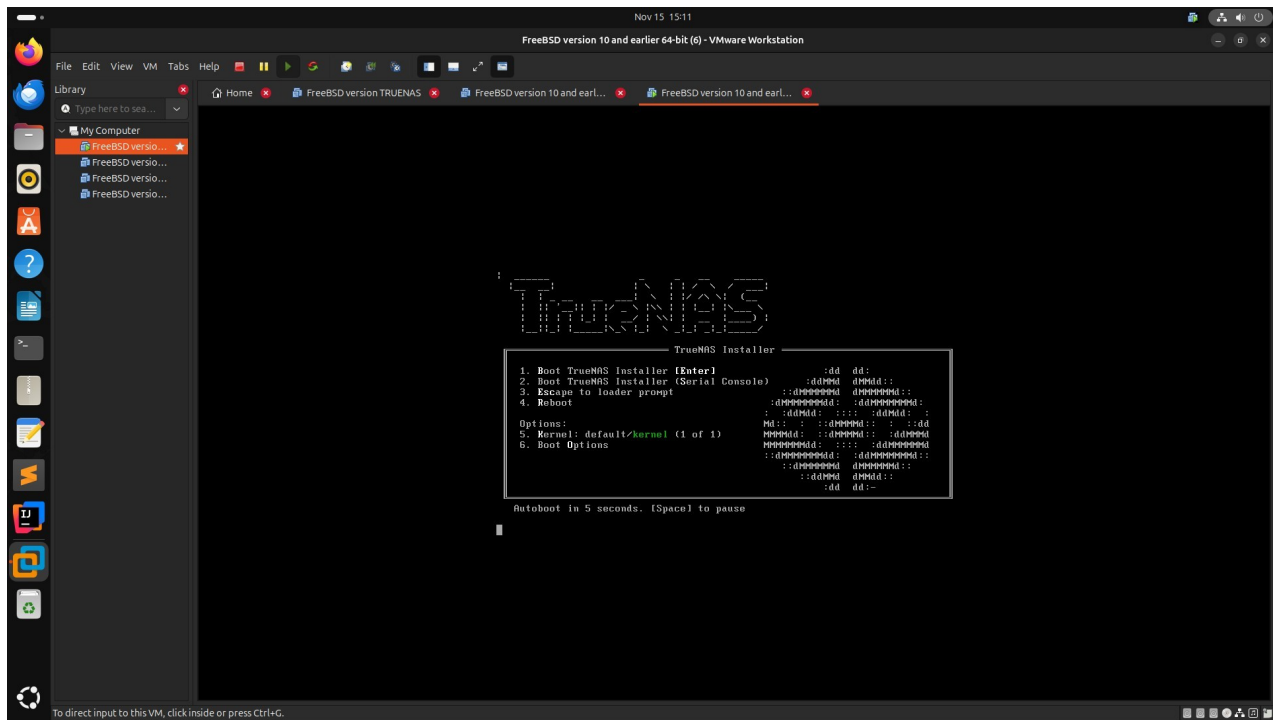 Nov 15 15:11
FreeBSD version 10 and earlier 64-bit (6) - VMware Workstation
File Edit View VM Tabs Help
Library
Type here to sea...
My Computer
FreeBSD versio...
FreeBSD versio...
FreeBSD versio...
FreeBSD versio...
Home
FreeBSD version TRUENAS
FreeBSD version 10 and earl...
FreeBSD version 10 and earl...
TrueNAS
TrueNAS Installer
1. Boot TrueNAS Installer [Enter]
2. Boot TrueNAS Installer (Serial Console)
3. Escape to loader prompt
4. Reboot
Options:
5. Kernel: default/kernel (1 of 1)
6. Boot Options
Autoboot in 5 seconds. [Space] to pause
To direct input to this VM, click inside or press Ctrl+G.